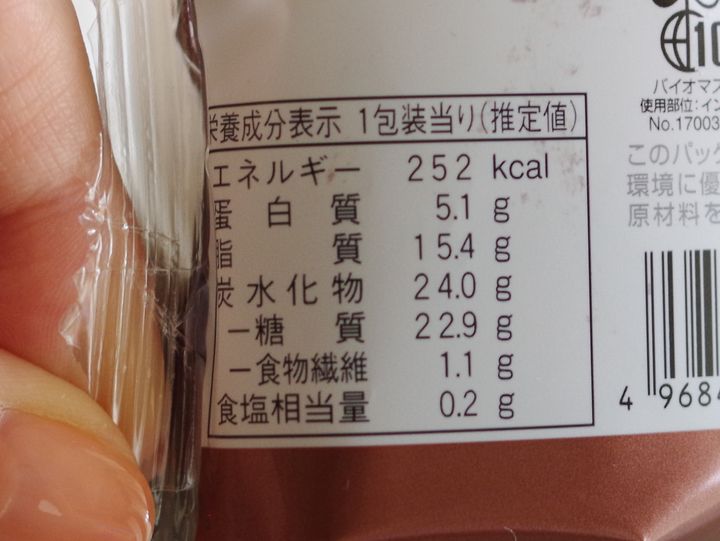 栄養成分表示 1包装当り(推定値)
エネルギー 252 kcal
蛋白質 5.1 g
脂質 15.4 g
炭水化物 24.0 g
－糖質 22.9 g
－食物繊維 1.1 g
食塩相当量 0.2 g
10
バイオマス
使用部位:イン
No.17003
このパッケ
環境に優
原材料を
4 9684